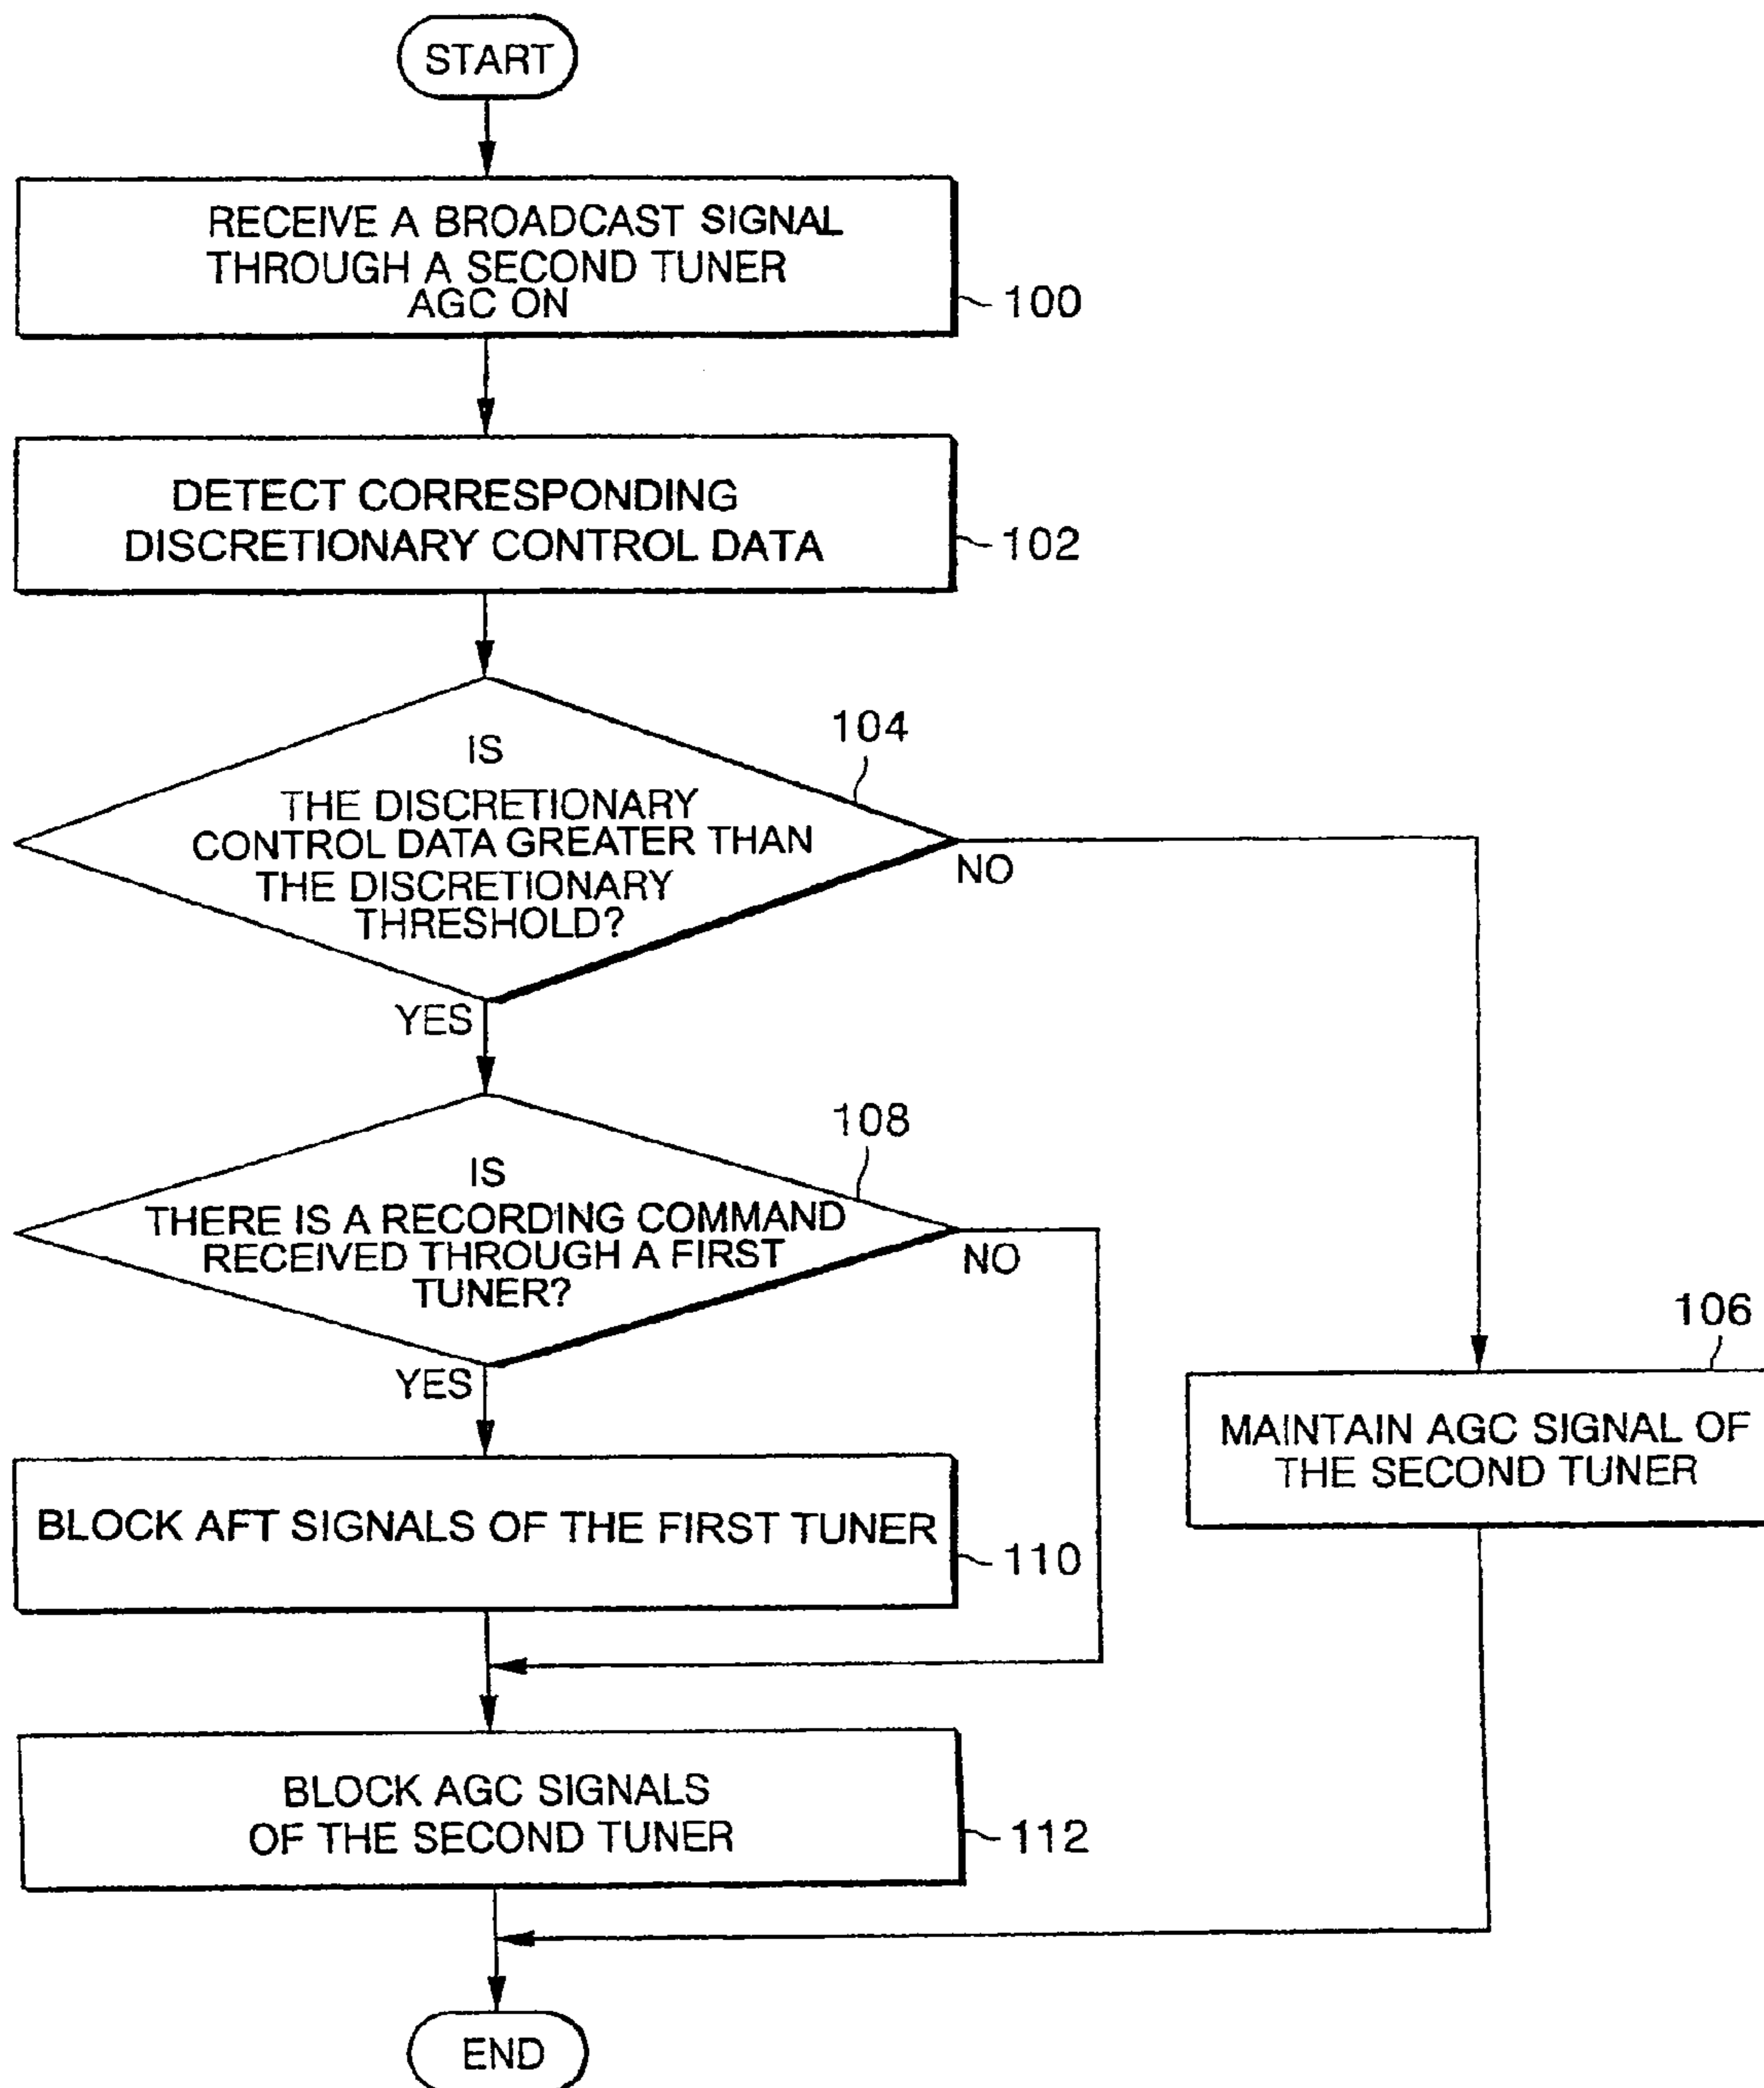 START
RECEIVE A BROADCAST SIGNAL
THROUGH A SECOND TUNER
AGC ON
100
DETECT CORRESPONDING
DISCRETIONARY CONTROL DATA
102
104
IS
THE DISCRETIONARY
CONTROL DATA GREATER THAN
THE DISCRETIONARY
THRESHOLD?
NO
YES
108
IS
THERE IS A RECORDING COMMAND
RECEIVED THROUGH A FIRST
TUNER?
NO
YES
106
MAINTAIN AGC SIGNAL OF
THE SECOND TUNER
BLOCK AFT SIGNALS OF THE FIRST TUNER
110
BLOCK AGC SIGNALS
OF THE SECOND TUNER
112
END